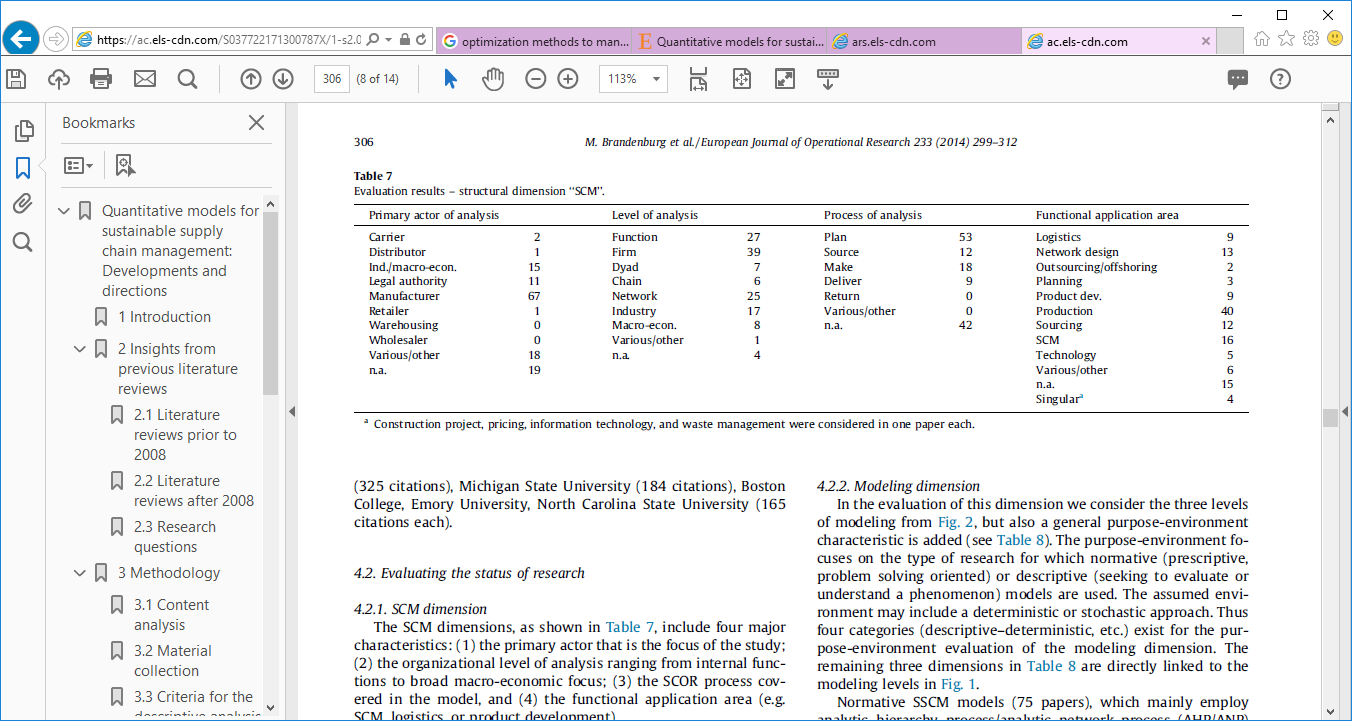 https://ac.els-cdn.com/S037722171300787X/1-s2.0
optimization methods to man...
Quantitative models for sustai...
ars.els-cdn.com
ac.els-cdn.com
306 (8 of 14)
113%
Bookmarks
Quantitative models for
sustainable supply
chain management:
Developments and
directions
1 Introduction
2 Insights from
previous literature
reviews
2.1 Literature
reviews prior to
2008
2.2 Literature
reviews after 2008
2.3 Research
questions
3 Methodology
3.1 Content
analysis
3.2 Material
collection
3.3 Criteria for the
descriptive analysis
306 M. Brandenburg et al. / European Journal of Operational Research 233 (2014) 299–312
Table 7
Evaluation results – structural dimension "SCM".
Primary actor of analysis Level of analysis Process of analysis Functional application area
Carrier 2 Function 27 Plan 53 Logistics 9
Distributor 1 Firm 39 Source 12 Network design 13
Ind./macro-econ. 15 Dyad 7 Make 18 Outsourcing/offshoring 2
Legal authority 11 Chain 6 Deliver 9 Planning 3
Manufacturer 67 Network 25 Return 0 Product dev. 9
Retailer 1 Industry 17 Various/other 0 Production 40
Warehousing 0 Macro-econ. 8 n.a. 42 Sourcing 12
Wholesaler 0 Various/other 1 SCM 16
Various/other 18 n.a. 4 Technology 5
n.a. 19 Various/other 6
n.a. 15
Singular a 4
a Construction project, pricing, information technology, and waste management were considered in one paper each.
(325 citations), Michigan State University (184 citations), Boston
College, Emory University, North Carolina State University (165
citations each).
4.2. Evaluating the status of research
4.2.1. SCM dimension
The SCM dimensions, as shown in Table 7, include four major
characteristics: (1) the primary actor that is the focus of the study;
(2) the organizational level of analysis ranging from internal func-
tions to broad macro-economic focus; (3) the SCOR process cov-
ered in the model, and (4) the functional application area (e.g.
SCM, logistics, or product development).
4.2.2. Modeling dimension
In the evaluation of this dimension we consider the three levels
of modeling from Fig. 2, but also a general purpose-environment
characteristic is added (see Table 8). The purpose-environment fo-
cuses on the type of research for which normative (prescriptive,
problem solving oriented) or descriptive (seeking to evaluate or
understand a phenomenon) models are used. The assumed envi-
ronment may include a deterministic or stochastic approach. Thus
four categories (descriptive–deterministic, etc.) exist for the pur-
pose-environment evaluation of the modeling dimension. The
remaining three dimensions in Table 8 are directly linked to the
modeling levels in Fig. 1.
Normative SSCM models (75 papers), which mainly employ
analytic hierarchy process/analytic network process (AHP/ANP)